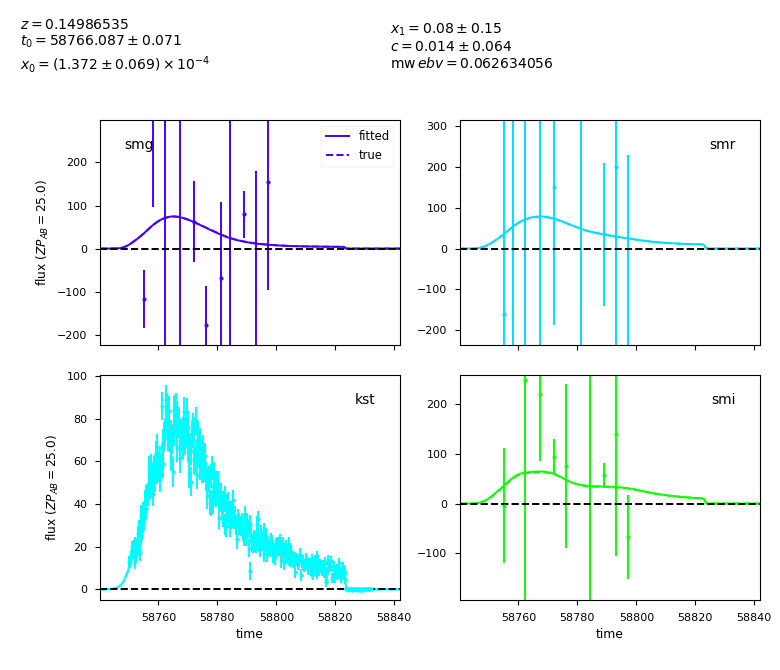 z = 0.14986535
t₀ = 58766.087 ± 0.071
x₀ = (1.372 ± 0.069) × 10⁻⁴
x₁ = 0.08 ± 0.15
c = 0.014 ± 0.064
mw ebv = 0.062634056
smg
fitted
true
200
100
0
−100
−200
flux (ZP_AB = 25.0)
smr
300
200
100
0
−100
−200
kst
100
80
60
40
20
0
flux (ZP_AB = 25.0)
58760 58780 58800 58820 58840
time
smi
200
100
0
−100
58760 58780 58800 58820 58840
time